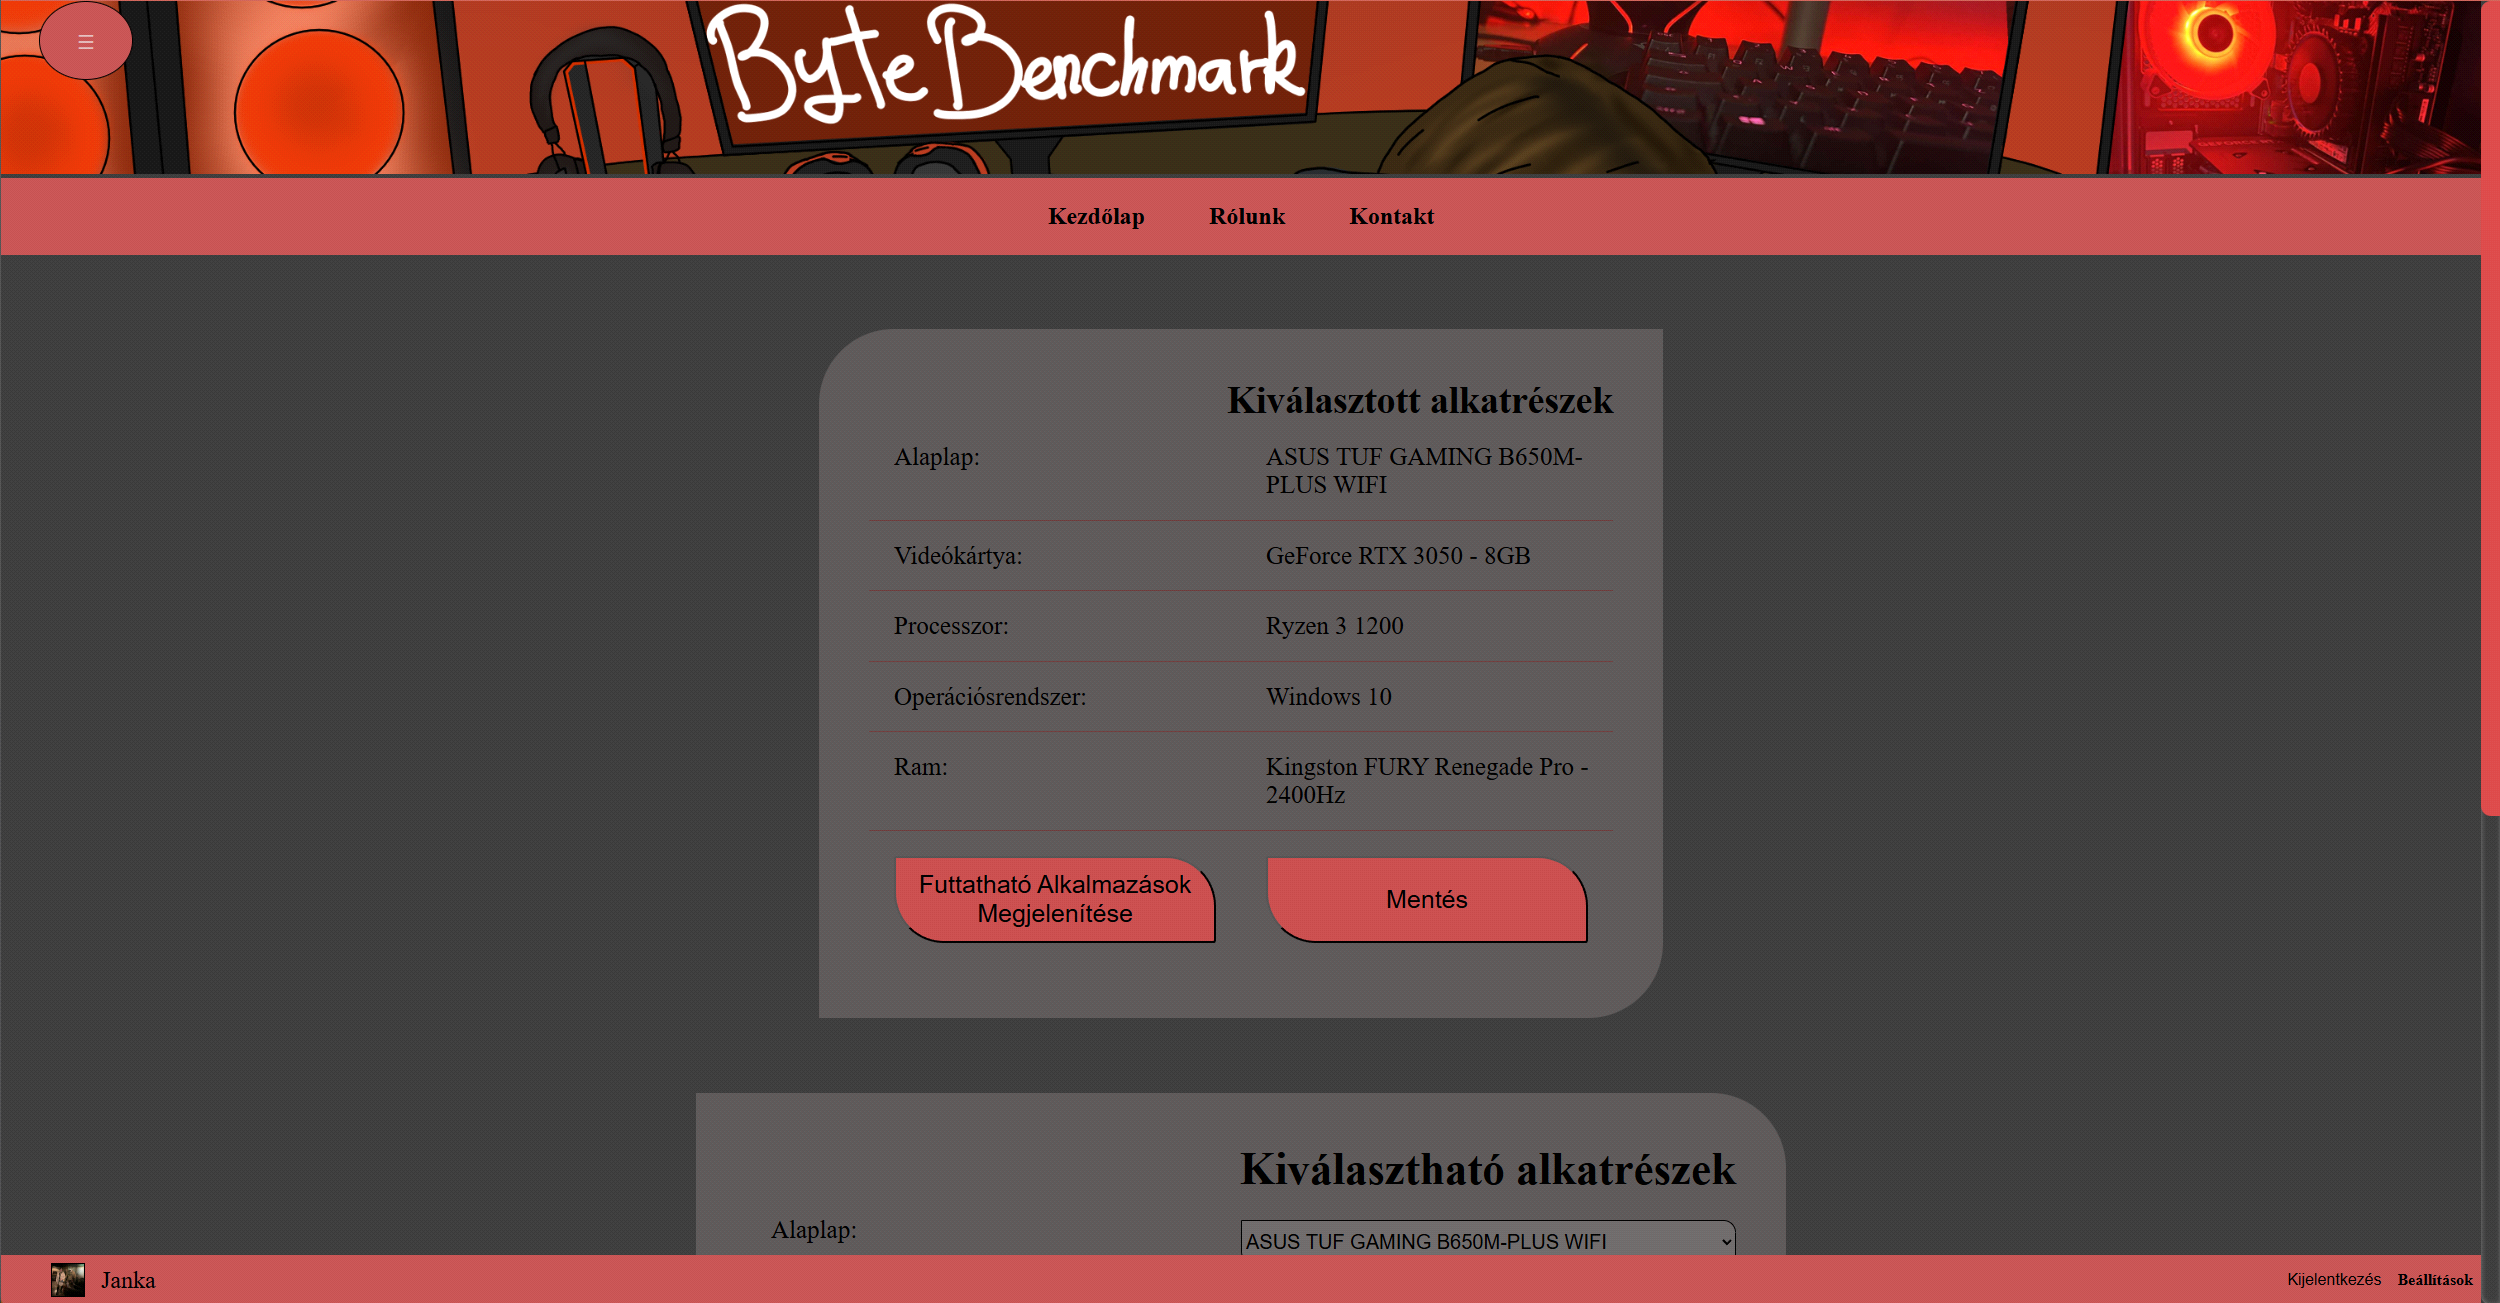 Byte Benchmark
☰
Kezdőlap Rólunk Kontakt
Kiválasztott alkatrészek
Alaplap: ASUS TUF GAMING B650M-
PLUS WIFI
Videókártya: GeForce RTX 3050 - 8GB
Processzor: Ryzen 3 1200
Operációsrendszer: Windows 10
Ram: Kingston FURY Renegade Pro -
2400Hz
Futtatható Alkalmazások
Megjelenítése
Mentés
Kiválasztható alkatrészek
Alaplap: ASUS TUF GAMING B650M-PLUS WIFI
Janka Kijelentkezés Beállítások